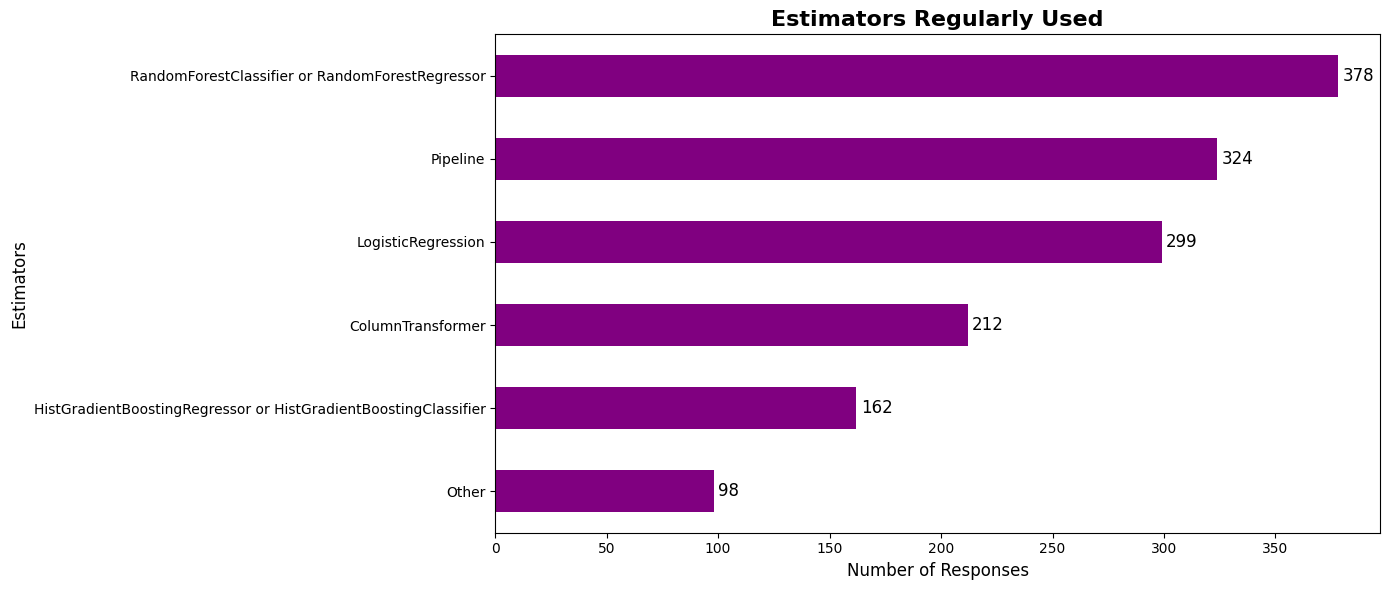 Estimators Regularly Used
RandomForestClassifier or RandomForestRegressor
378
Pipeline
324
LogisticRegression
299
ColumnTransformer
212
HistGradientBoostingRegressor or HistGradientBoostingClassifier
162
Other
98
Estimators
0 50 100 150 200 250 300 350
Number of Responses